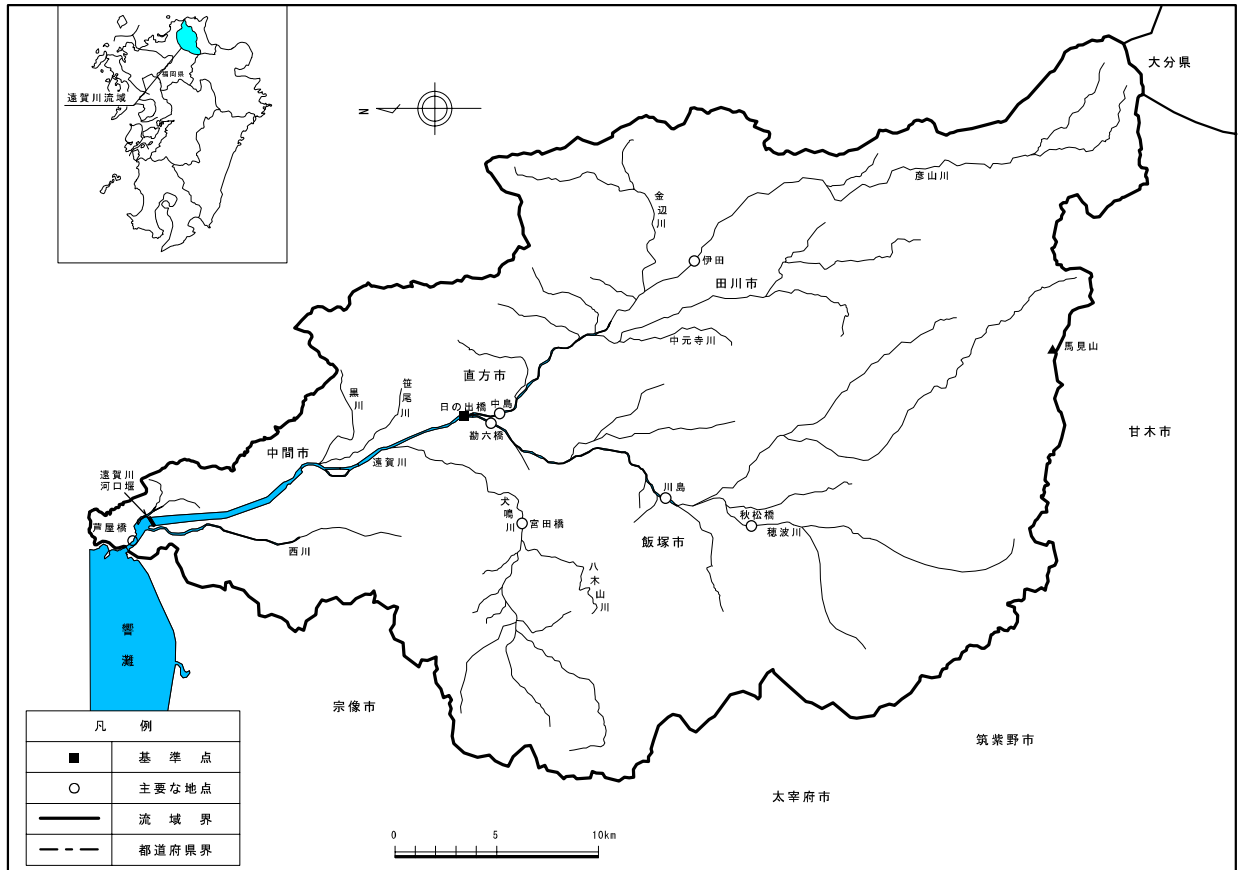 福岡県
遠賀川流域
N
大分県
彦山川
金辺川
伊田
田川市
中元寺川
馬見山
直方市
笹尾川
黒川
日の出橋
中島
勘六橋
甘木市
中間市
遠賀川
遠賀川
河口堰
川島
犬鳴川
宮田橋
秋松橋
穂波川
芦屋橋
飯塚市
西川
八木山川
響灘
宗像市
筑紫野市
太宰府市
凡 例
基 準 点
主要な地点
流 域 界
都道府県界
0 5 10km